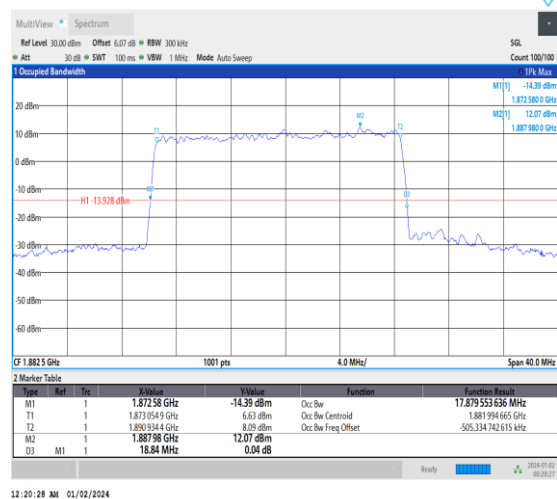 MultiView Spectrum
Ref Level 30.00 dBm Offset 6.07 dB RBW 300 kHz SGL
Att 30 dB SWT 100 ms VBW 1 MHz Mode Auto Sweep Count 100/100
1 Occupied Bandwidth 1Pk Max
M1[1] -14.39 dBm
1.872 580 0 GHz
M2[1] 12.07 dBm
1.887 980 0 GHz
20 dBm
M2
T1 T2
10 dBm
0 dBm
-10 dBm
M1 D3
H1 -13.928 dBm
-20 dBm
-30 dBm
-40 dBm
-50 dBm
-60 dBm
CF 1.882 5 GHz 1001 pts 4.0 MHz/ Span 40.0 MHz
2 Marker Table
Type Ref Trc X-Value Y-Value Function Function Result
M1 1 1.872 58 GHz -14.39 dBm Occ Bw 17.879 553 636 MHz
T1 1 1.873 054 9 GHz 6.63 dBm Occ Bw Centroid 1.881 994 665 GHz
T2 1 1.890 934 4 GHz 8.09 dBm Occ Bw Freq Offset -505.334 742 615 kHz
M2 1 1.887 98 GHz 12.07 dBm
D3 M1 1 18.84 MHz 0.04 dB
Ready 2024-01-02
00:20:27
12:20:28 AM 01/02/2024